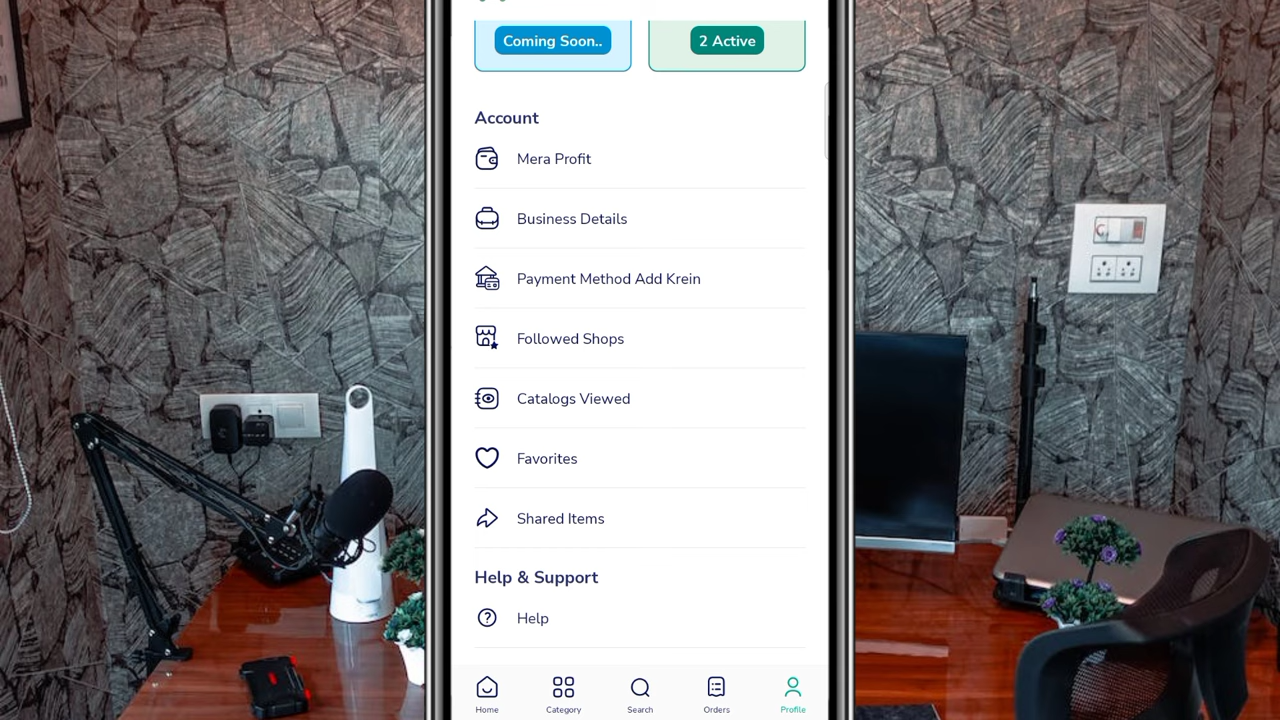 Coming Soon..
2 Active
Account
Mera Profit
Business Details
Payment Method Add Krein
Followed Shops
Catalogs Viewed
Favorites
Shared Items
Help & Support
Help
Home
Category
Search
Orders
Profile